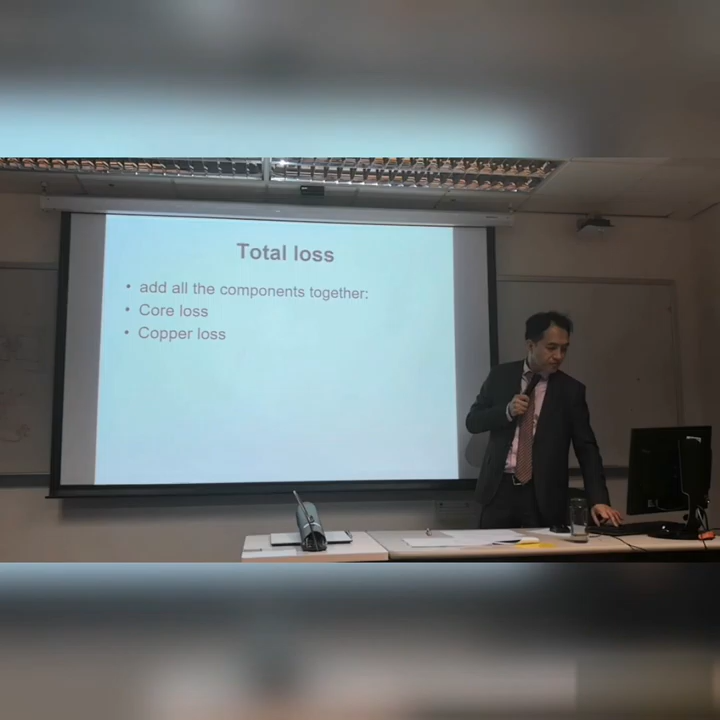 Total loss
• add all the components together:
• Core loss
• Copper loss